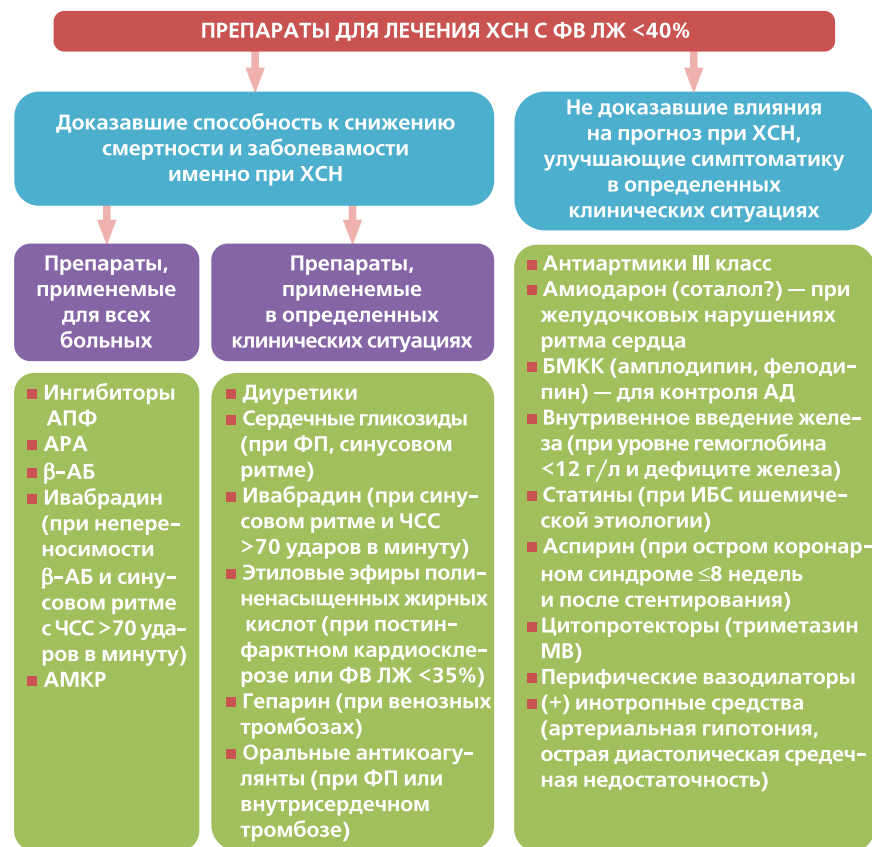 ПРЕПАРАТЫ ДЛЯ ЛЕЧЕНИЯ ХСН С ФВ ЛЖ <40%
Доказавшие способность к снижению
смертности и заболевамости
именно при ХСН
Не доказавшие влияния
на прогноз при ХСН,
улучшающие симптоматику
в определенных
клинических ситуациях
Препараты,
применемые
для всех
больных
Препараты,
применемые
в определенных
клинических ситуациях
■ Ингибиторы
АПФ
■ АРА
■ β–АБ
■ Ивабрадин
(при непере–
носимости
β–АБ и сину–
совом ритме
с ЧСС >70 уда–
ров в минуту)
■ АМКР
■ Диуретики
■ Сердечные гликозиды
(при ФП, синусовом
ритме)
■ Ивабрадин (при сину–
совом ритме и ЧСС
>70 ударов в минуту)
■ Этиловые эфиры поли–
ненасыщенных жирных
кислот (при постин–
фарктном кардиоскле–
розе или ФВ ЛЖ <35%)
■ Гепарин (при венозных
тромбозах)
■ Оральные антикоагу–
лянты (при ФП или
внутрисердечном
тромбозе)
■ Антиартмики III класс
■ Амиодарон (соталол?) — при
желудочковых нарушениях
ритма сердца
■ БМКК (амплодипин, фелоди–
пин) — для контроля АД
■ Внутривенное введение желе–
за (при уровне гемоглобина
<12 г/л и дефиците железа)
■ Статины (при ИБС ишемиче–
ской этиологии)
■ Аспирин (при остром коронар–
ном синдроме ≤8 недель
и после стентирования)
■ Цитопротекторы (триметазин
МВ)
■ Перифические вазодилаторы
■ (+) инотропные средства
(артериальная гипотония,
острая диастолическая средеч–
ная недостаточность)